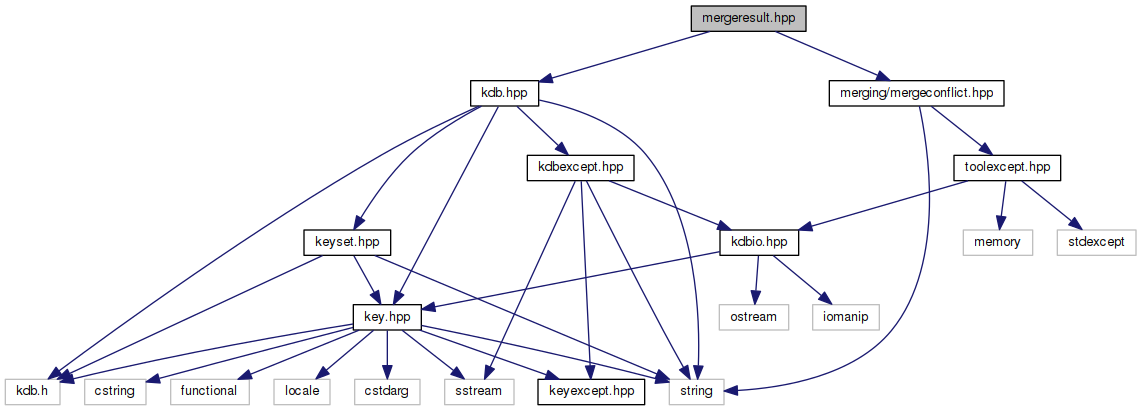 mergeresult.hpp
kdb.hpp
merging/mergeconflict.hpp
kdbexcept.hpp
toolexcept.hpp
keyset.hpp
kdbio.hpp
memory
stdexcept
key.hpp
ostream
iomanip
kdb.h
cstring
functional
locale
cstdarg
sstream
keyexcept.hpp
string